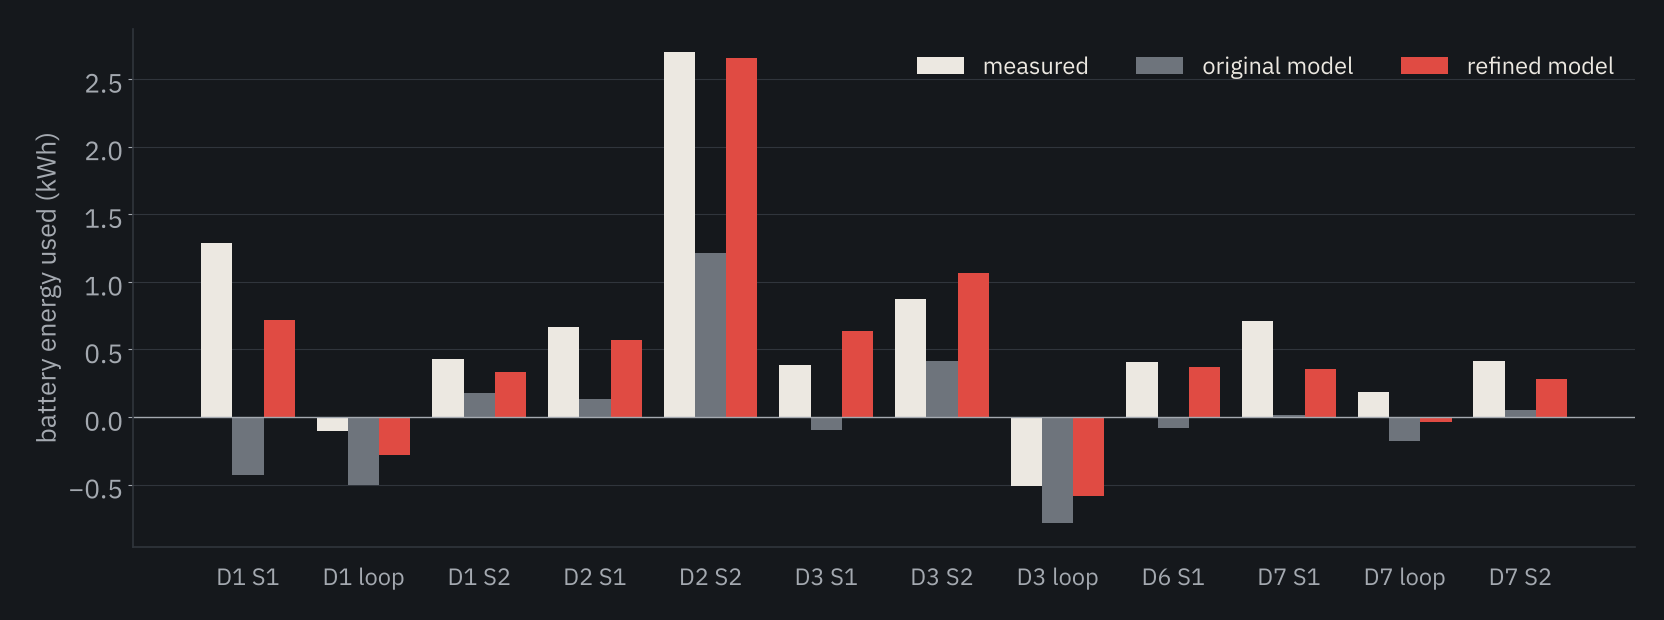 measured
original model
refined model
battery energy used (kWh)
2.5
2.0
1.5
1.0
0.5
0.0
−0.5
D1 S1
D1 loop
D1 S2
D2 S1
D2 S2
D3 S1
D3 S2
D3 loop
D6 S1
D7 S1
D7 loop
D7 S2